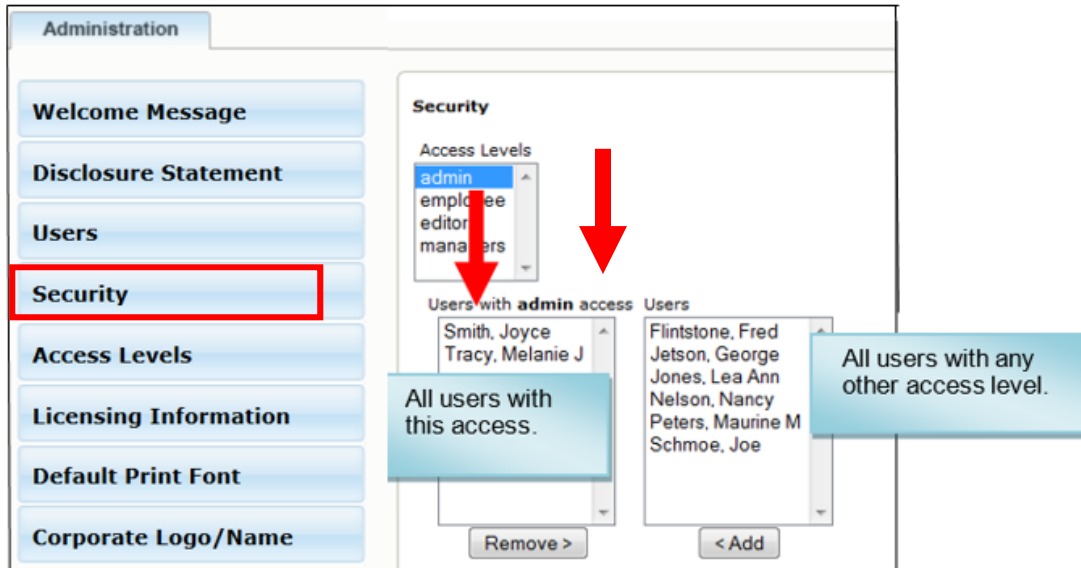 Administration
Welcome Message
Disclosure Statement
Users
Security
Access Levels
Licensing Information
Default Print Font
Corporate Logo/Name
Security
Access Levels
admin
employee
editor
managers
Users with admin access
Smith, Joyce
Tracy, Melanie J
All users with
this access.
Remove >
Users
Flintstone, Fred
Jetson, George
Jones, Lea Ann
Nelson, Nancy
Peters, Maurine M
Schmoe, Joe
< Add
All users with any
other access level.